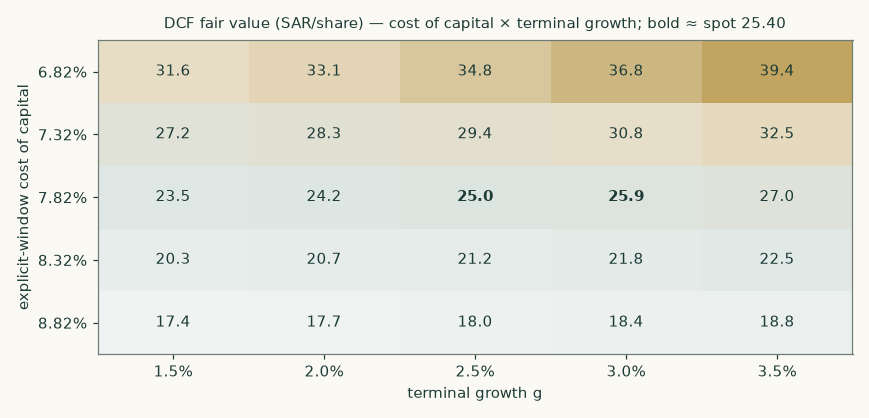 DCF fair value (SAR/share) — cost of capital × terminal growth; bold ≈ spot 25.40
explicit-window cost of capital
6.82% 31.6 33.1 34.8 36.8 39.4
7.32% 27.2 28.3 29.4 30.8 32.5
7.82% 23.5 24.2 25.0 25.9 27.0
8.32% 20.3 20.7 21.2 21.8 22.5
8.82% 17.4 17.7 18.0 18.4 18.8
1.5% 2.0% 2.5% 3.0% 3.5%
terminal growth g